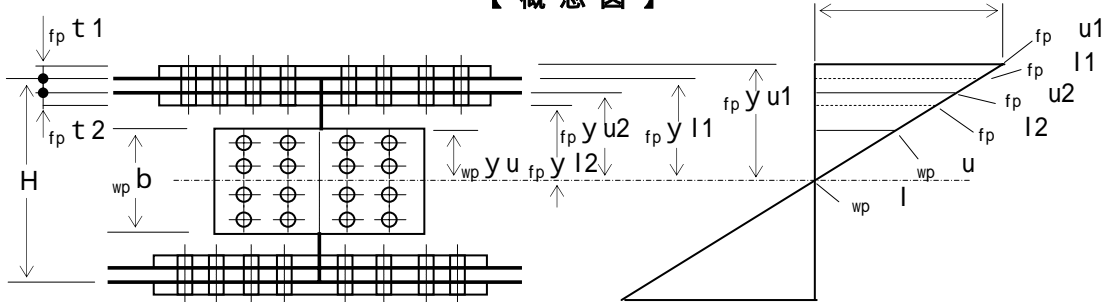 【 概 念 図 】
fp t 1
fp t 2
H
wp b
wp y u
fp y l2
fp y u2
fp y l1
fp y u1
fp u1
fp l1
fp u2
fp l2
wp u
wp l